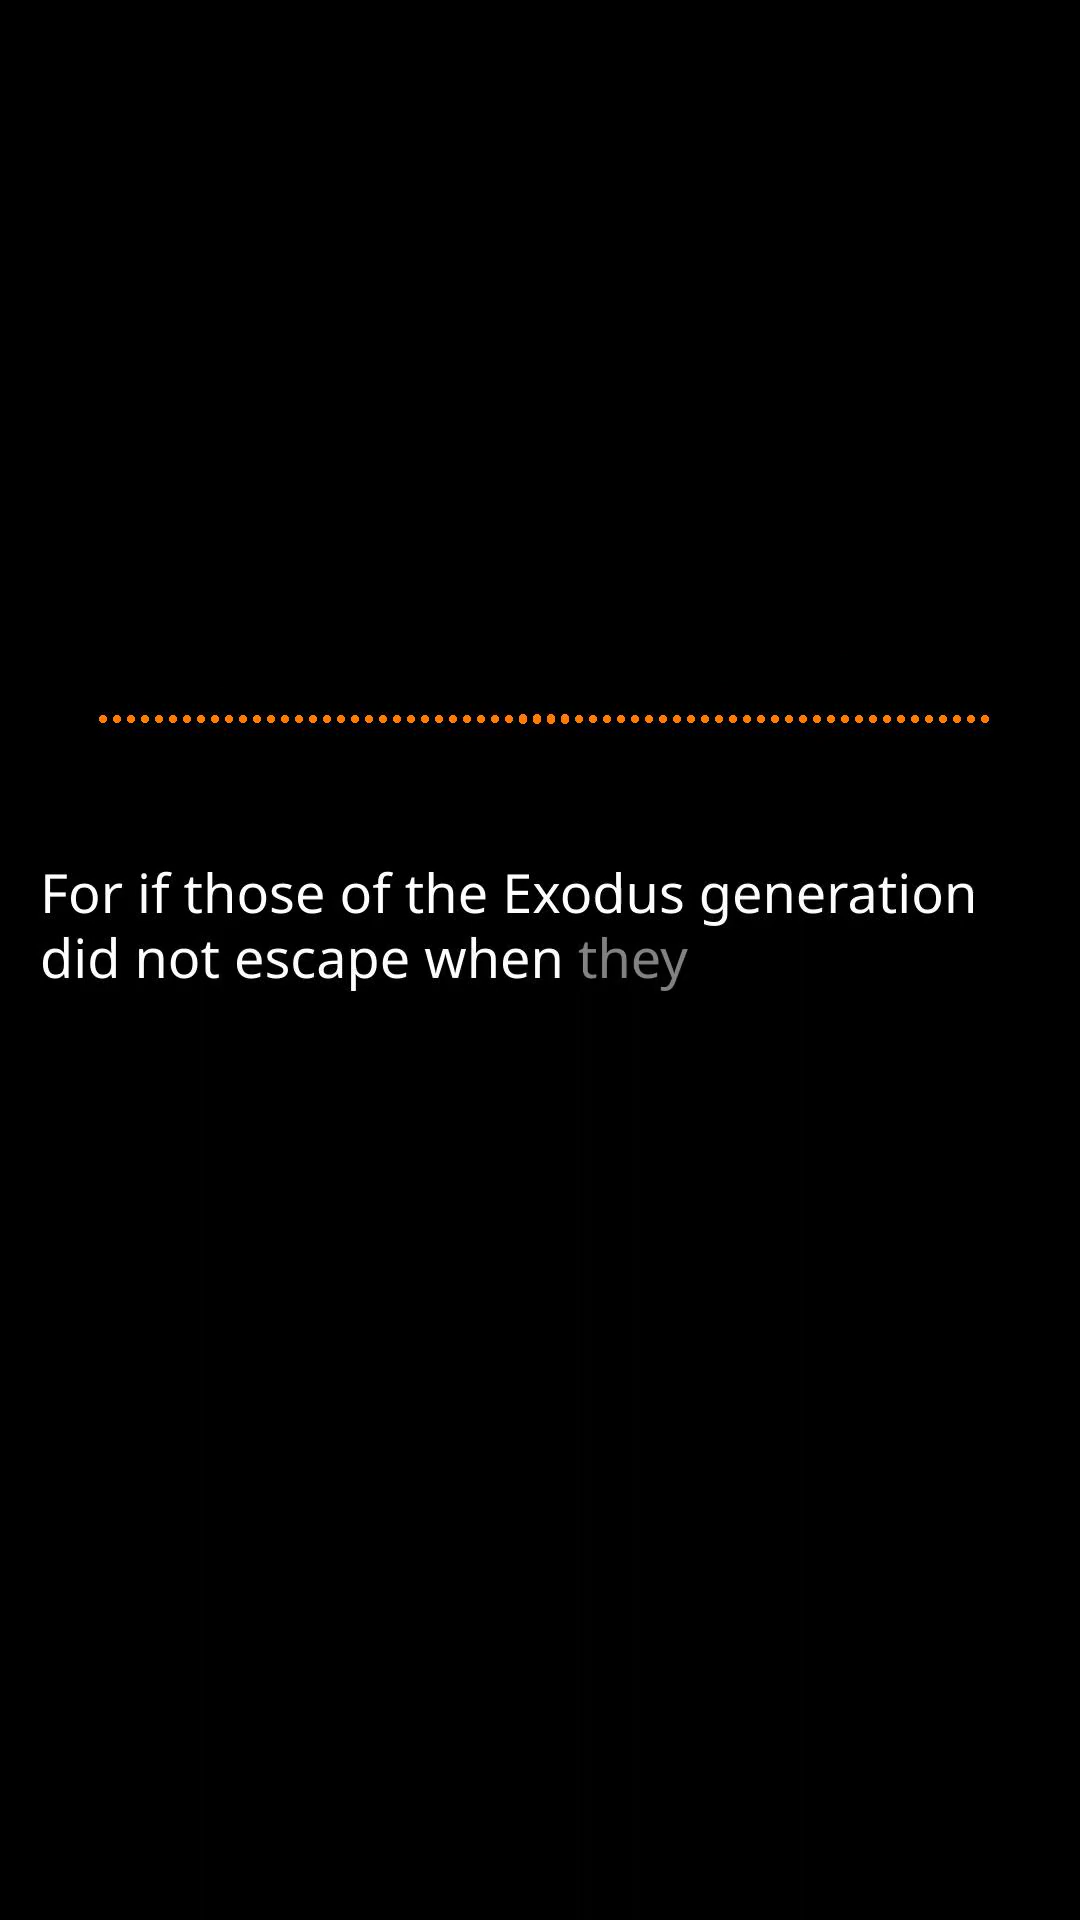 For if those of the Exodus generation
did not escape when they